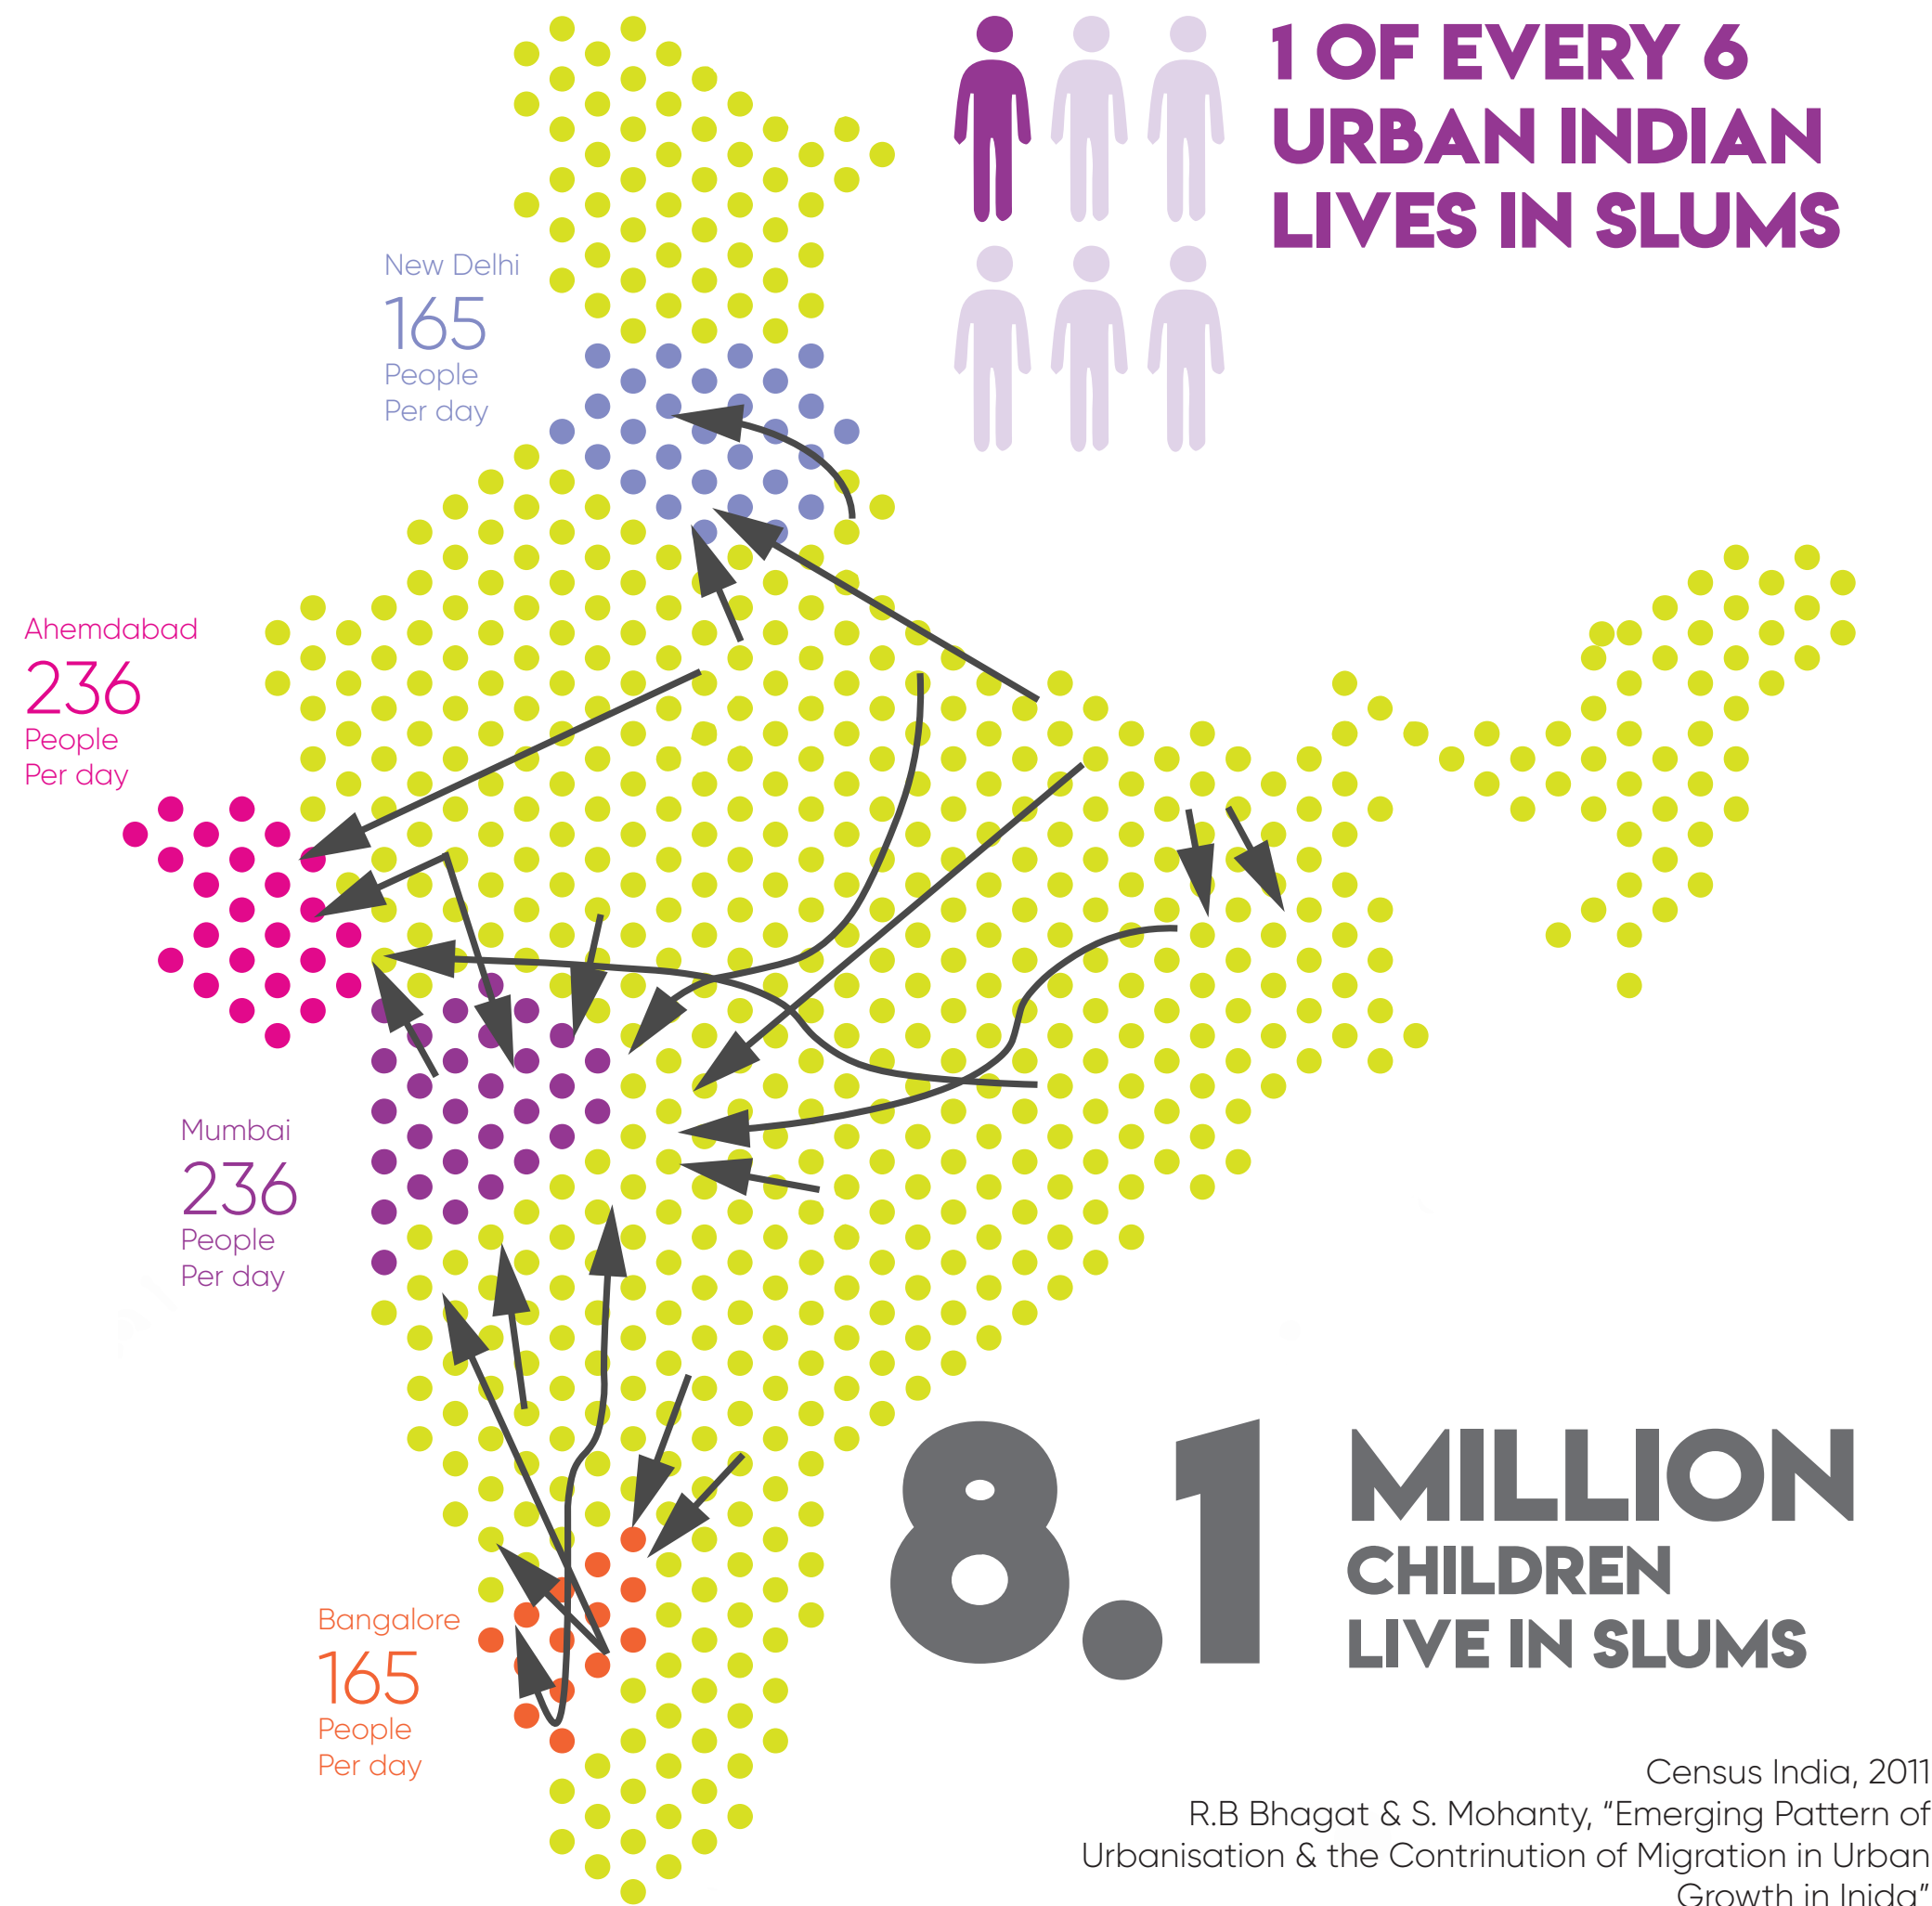 1 OF EVERY 6
URBAN INDIAN
LIVES IN SLUMS
New Delhi
165
People
Per day
Ahemdabad
236
People
Per day
Mumbai
236
People
Per day
Bangalore
165
People
Per day
8.1 MILLION
CHILDREN
LIVE IN SLUMS
Census India, 2011
R.B Bhagat & S. Mohanty, "Emerging Pattern of
Urbanisation & the Contrinution of Migration in Urban
Growth in Inida"